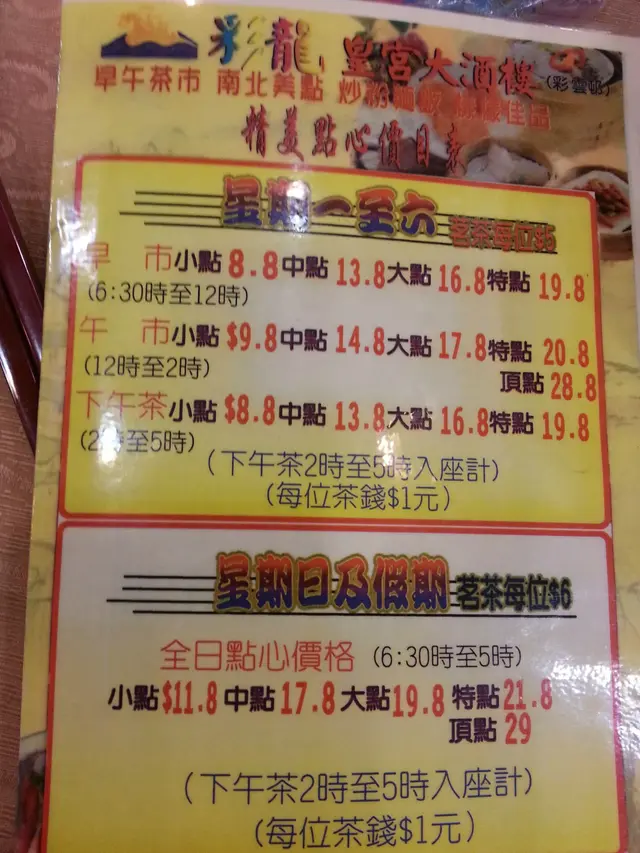 彩龍皇宮大酒樓(彩雲邨)
早午茶市 南北美點 炒粉麵飯 佳品
精美點心價目表
星期一至六 茗茶每位$5
早 市小點 8.8 中點 13.8 大點 16.8 特點 19.8
(6:30時至12時)
午 市小點 $9.8 中點 14.8 大點 17.8 特點 20.8
(12時至2時) 頂點 28.8
下午茶 小點 $8.8 中點 13.8 大點 16.8 特點 19.8
(2時至5時)
(下午茶2時至5時入座計)
(每位茶錢$1元)
星期日及假期 茗茶每位$6
全日點心價格 (6:30時至5時)
小點 $11.8 中點 17.8 大點 19.8 特點 21.8
頂點 29
(下午茶2時至5時入座計)
(每位茶錢$1元)